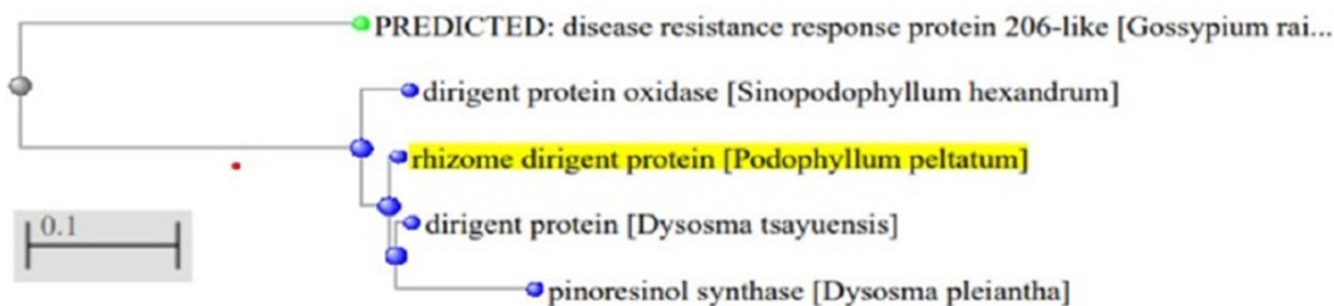 PREDICTED: disease resistance response protein 206-like [Gossypium rai...
dirigent protein oxidase [Sinopodophyllum hexandrum]
rhizome dirigent protein [Podophyllum peltatum]
dirigent protein [Dysosma tsayuensis]
0.1
pinoresinol synthase [Dysosma pleiantha]